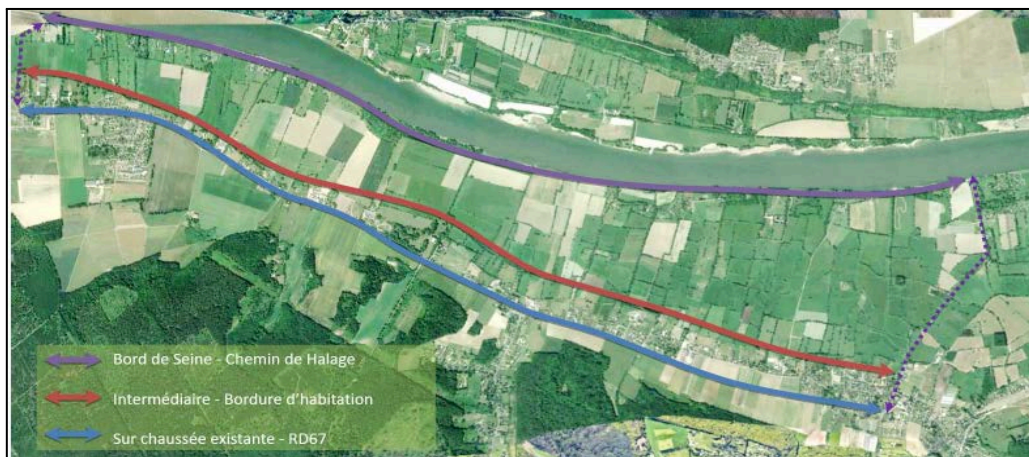 Bord de Seine - Chemin de Halage
Intermédiaire - Bordure d'habitation
Sur chaussée existante - RD67